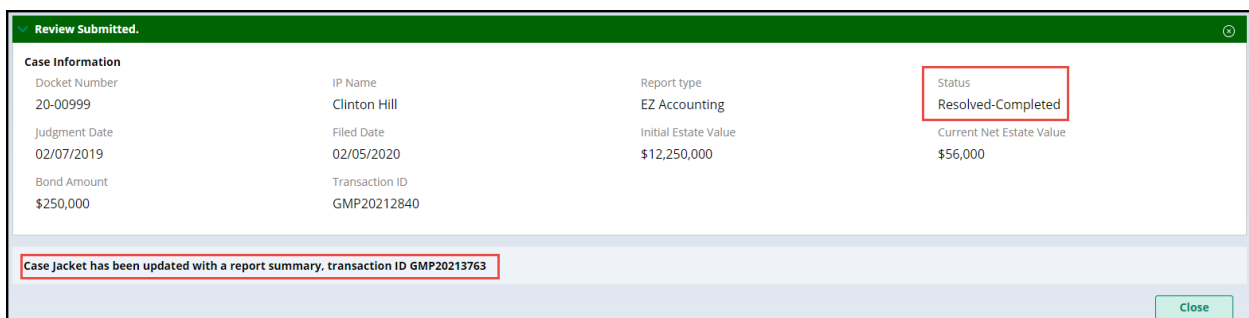 Review Submitted.
Case Information
Docket Number IP Name Report type Status
20-00999 Clinton Hill EZ Accounting Resolved-Completed
Judgment Date Filed Date Initial Estate Value Current Net Estate Value
02/07/2019 02/05/2020 $12,250,000 $56,000
Bond Amount Transaction ID
$250,000 GMP20212840
Case Jacket has been updated with a report summary, transaction ID GMP20213763
Close